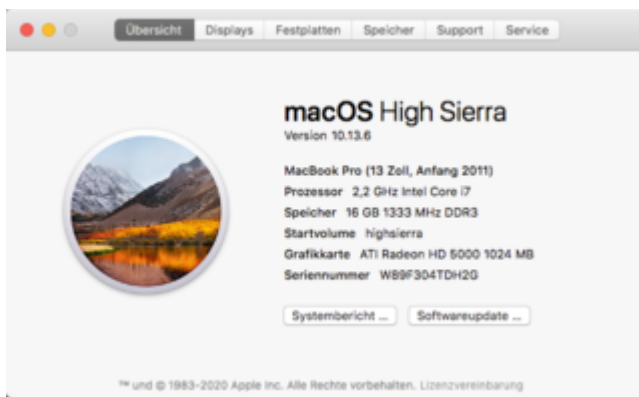 Übersicht Displays Festplatten Speicher Support Service
macOS High Sierra
Version 10.13.6
MacBook Pro (13 Zoll, Anfang 2011)
Prozessor 2,2 GHz Intel Core i7
Speicher 16 GB 1333 MHz DDR3
Startvolume highsierra
Grafikkarte ATI Radeon HD 5000 1024 MB
Seriennummer W89F304TDH2G
Systembericht ... Softwareupdate ...
™ und © 1983-2020 Apple Inc. Alle Rechte vorbehalten. Lizenzvereinbarung